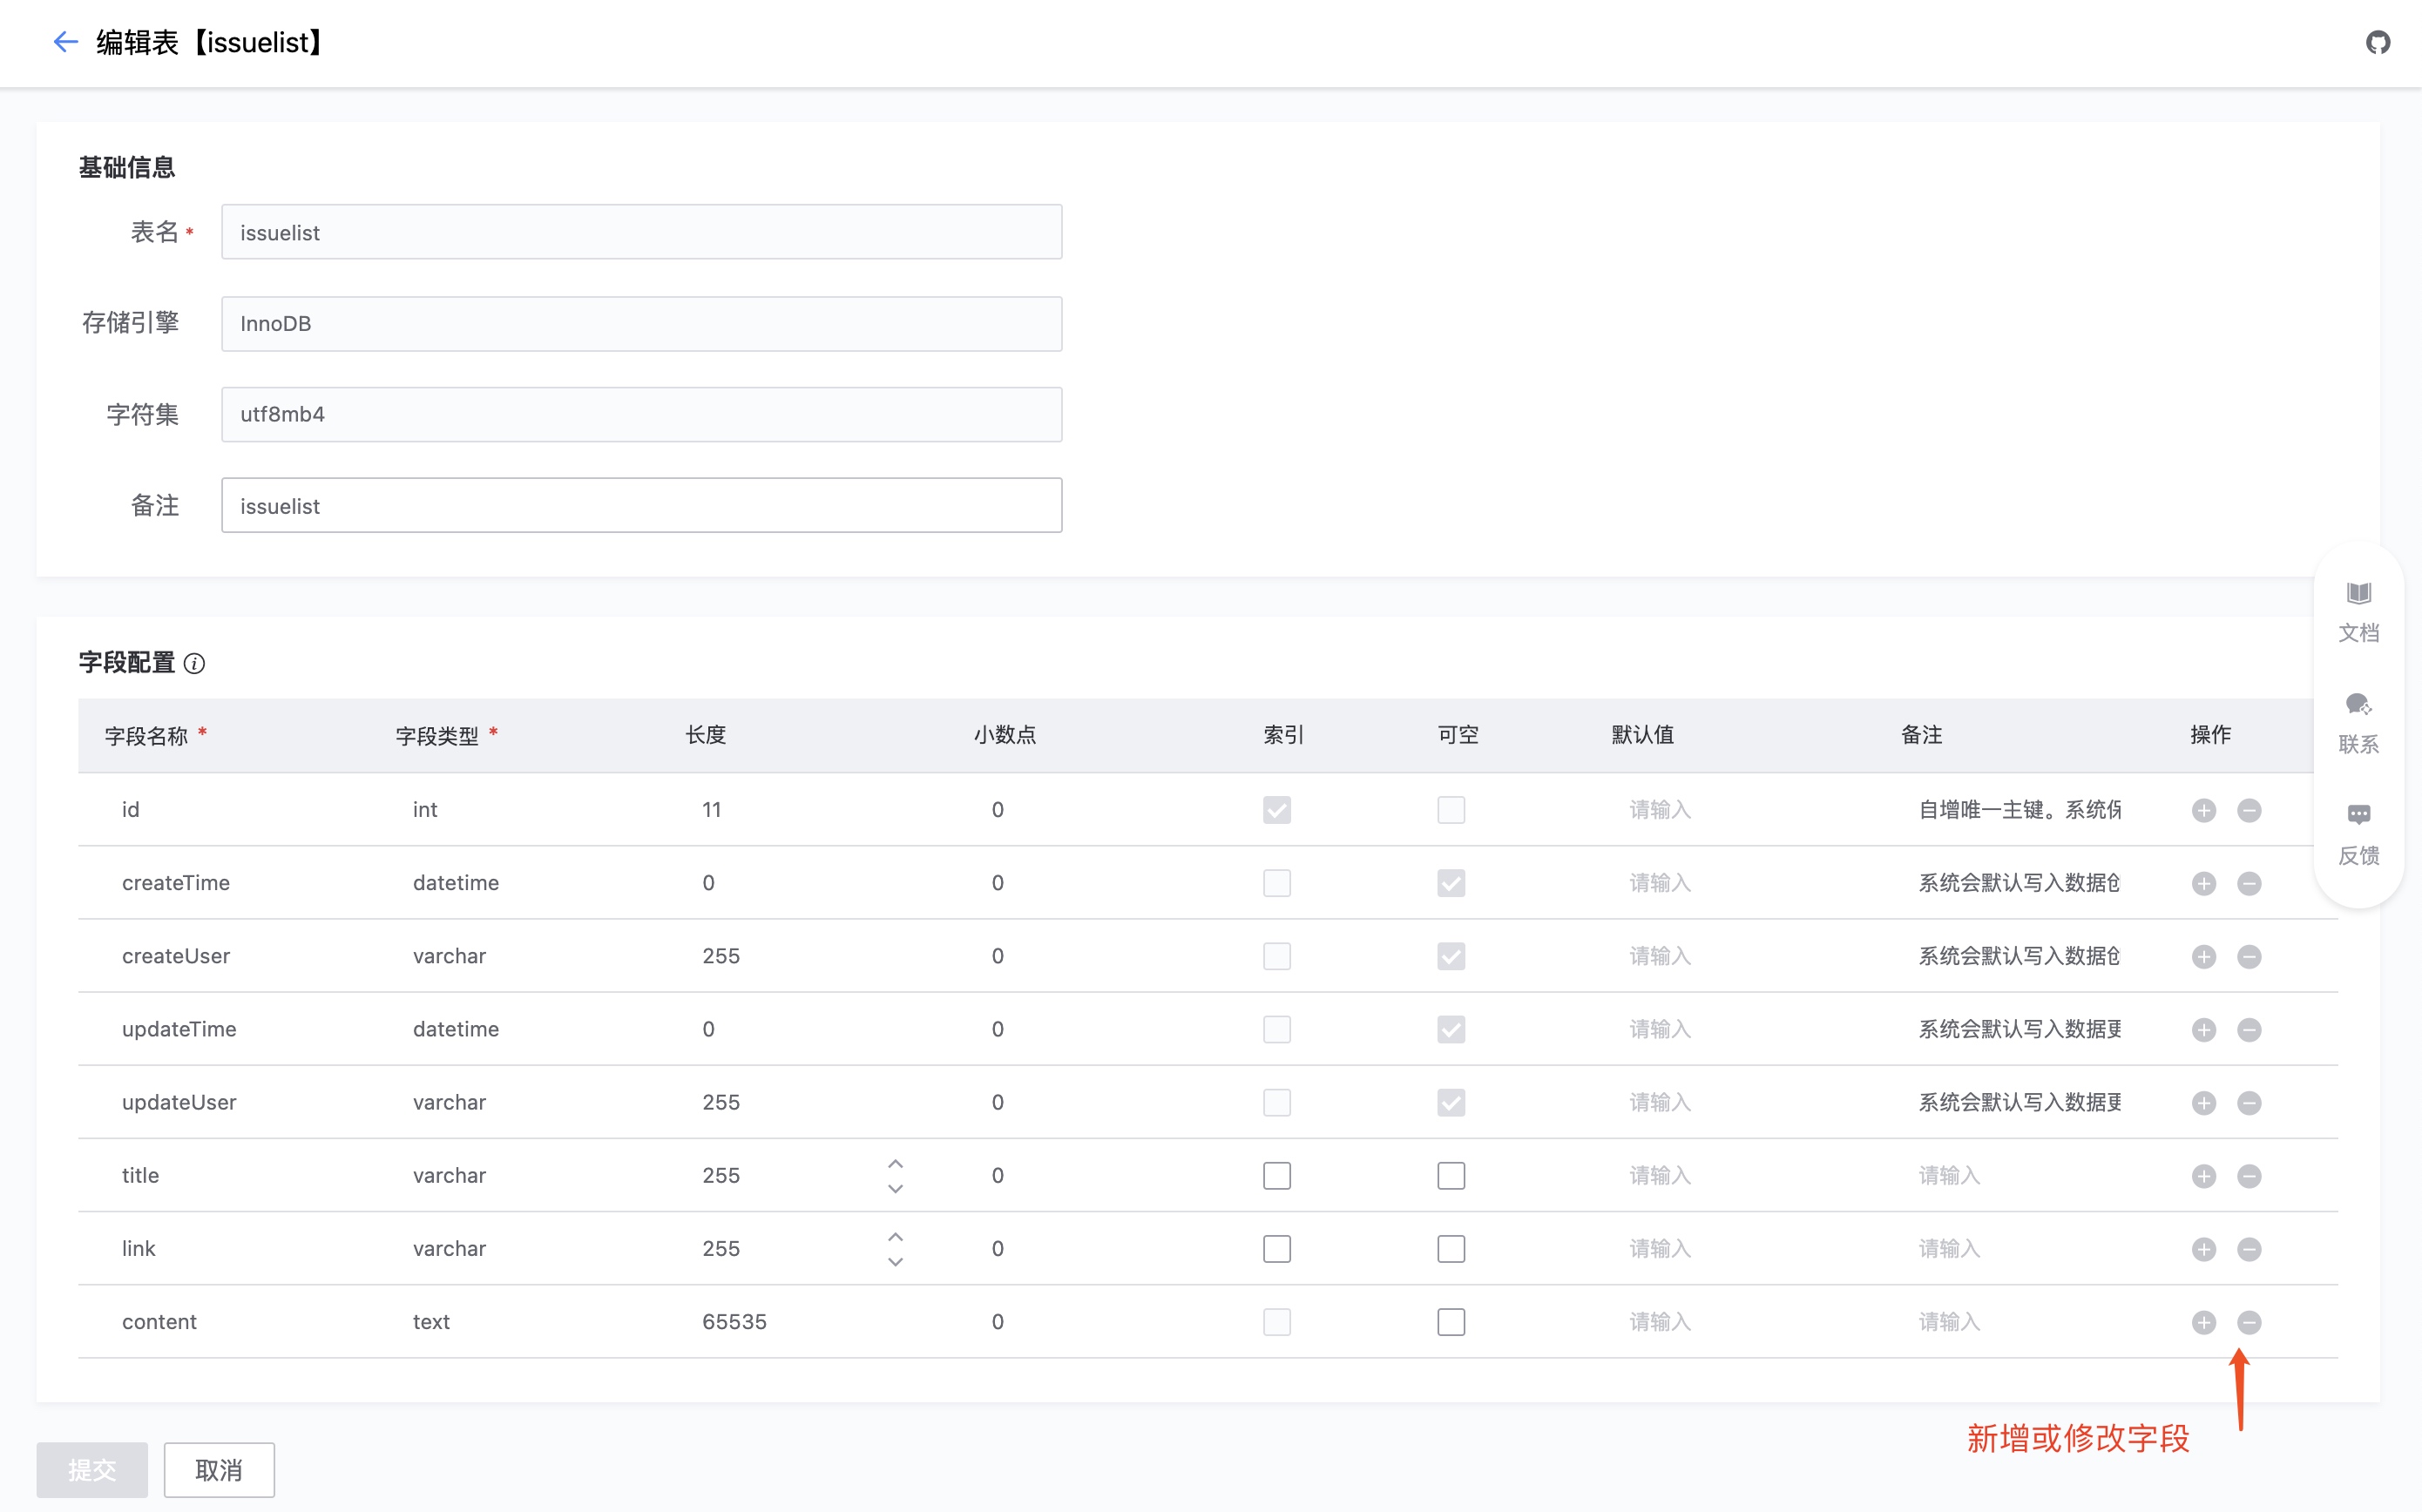 编辑表【issuelist】
基础信息
表名 * issuelist
存储引擎 InnoDB
字符集 utf8mb4
备注 issuelist
文档
联系
反馈
字段配置
字段名称 * 字段类型 * 长度 小数点 索引 可空 默认值 备注 操作
id int 11 0 请输入 自增唯一主键。系统
createTime datetime 0 0 请输入 系统会默认写入数据
createUser varchar 255 0 请输入 系统会默认写入数据
updateTime datetime 0 0 请输入 系统会默认写入数据
updateUser varchar 255 0 请输入 系统会默认写入数据
title varchar 255 0 请输入 请输入
link varchar 255 0 请输入 请输入
content text 65535 0 请输入 请输入
新增或修改字段
提交 取消